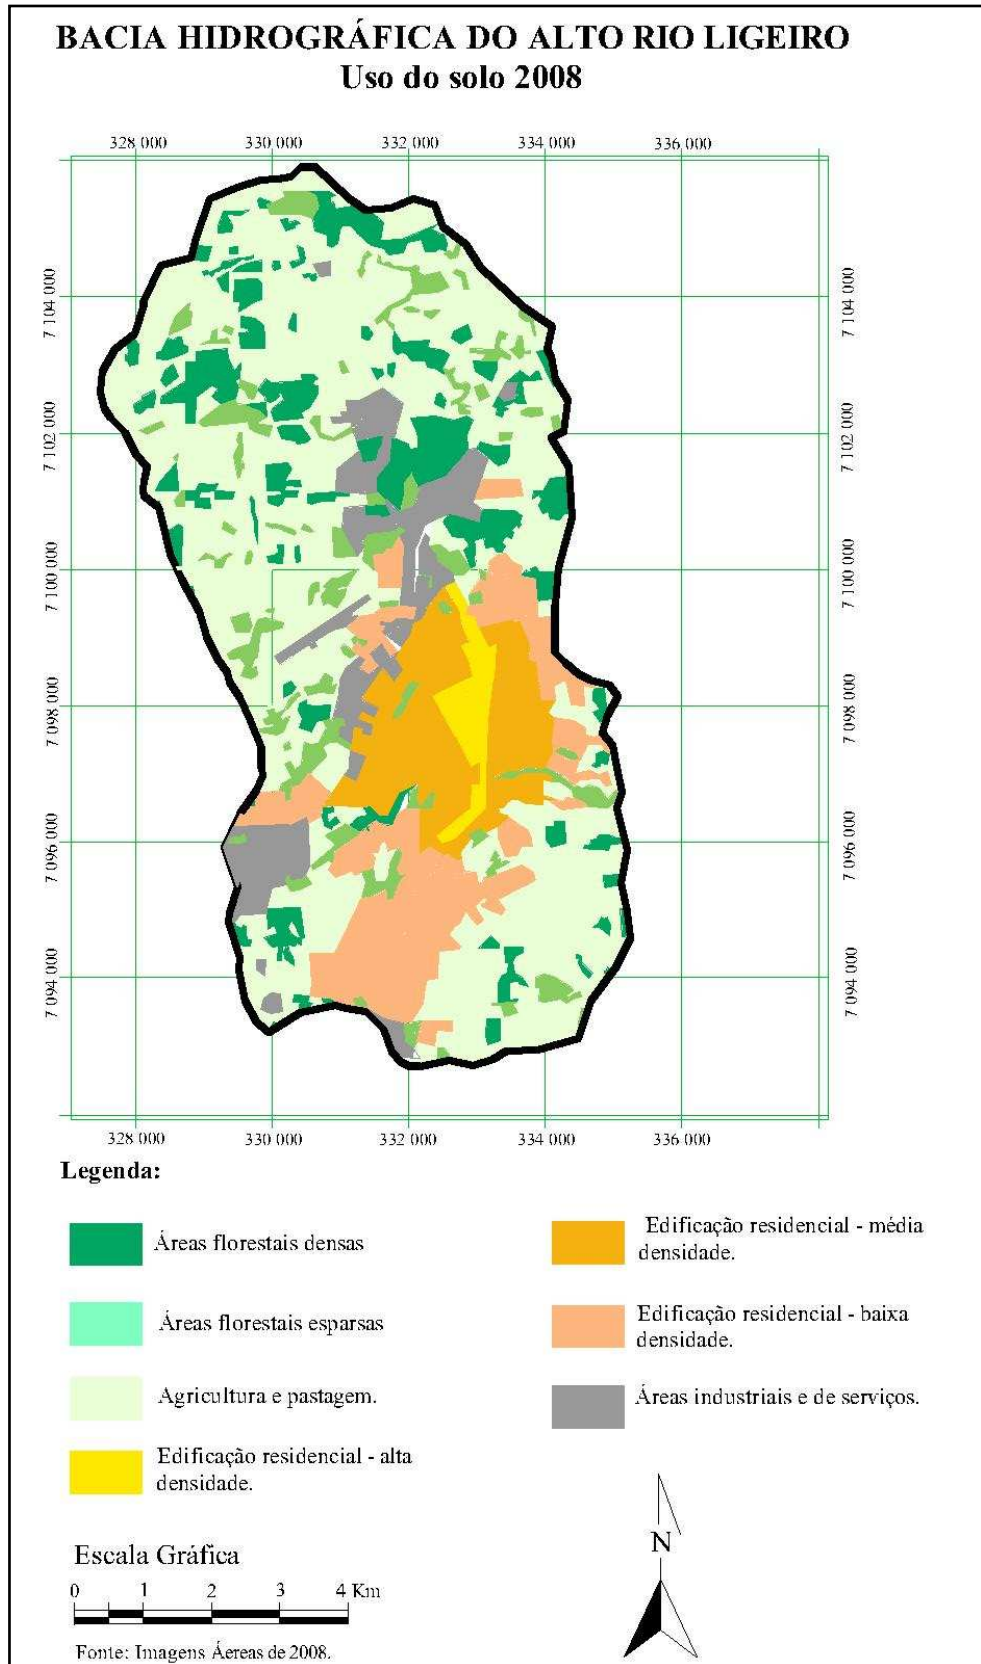 BACIA HIDROGRÁFICA DO ALTO RIO LIGEIRO
Uso do solo 2008
328 000
330 000
332 000
334 000
336 000
7 104 000
7 104 000
7 102 000
7 102 000
7 100 000
7 100 000
7 098 000
7 098 000
7 096 000
7 096 000
7 094 000
7 094 000
328 000
330 000
332 000
334 000
336 000
Legenda:
Áreas florestais densas
Áreas florestais esparsas
Agricultura e pastagem.
Edificação residencial - alta
densidade.
Edificação residencial - média
densidade.
Edificação residencial - baixa
densidade.
Áreas industriais e de serviços.
Escala Gráfica
0 1 2 3 4 Km
Fonte: Imagens Áereas de 2008.
N